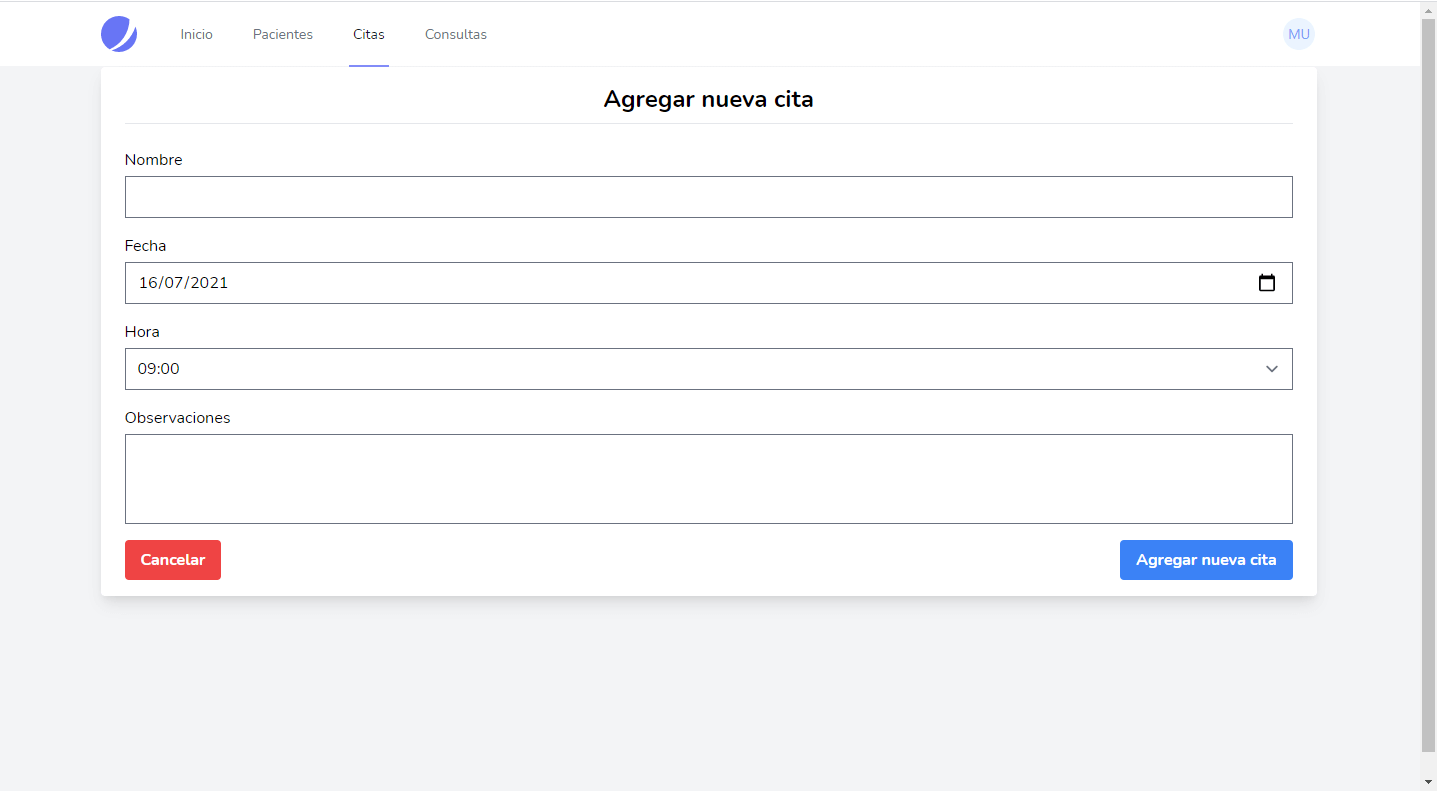 Inicio Pacientes Citas Consultas MU
Agregar nueva cita
Nombre
Fecha
16/07/2021
Hora
09:00
Observaciones
Cancelar Agregar nueva cita